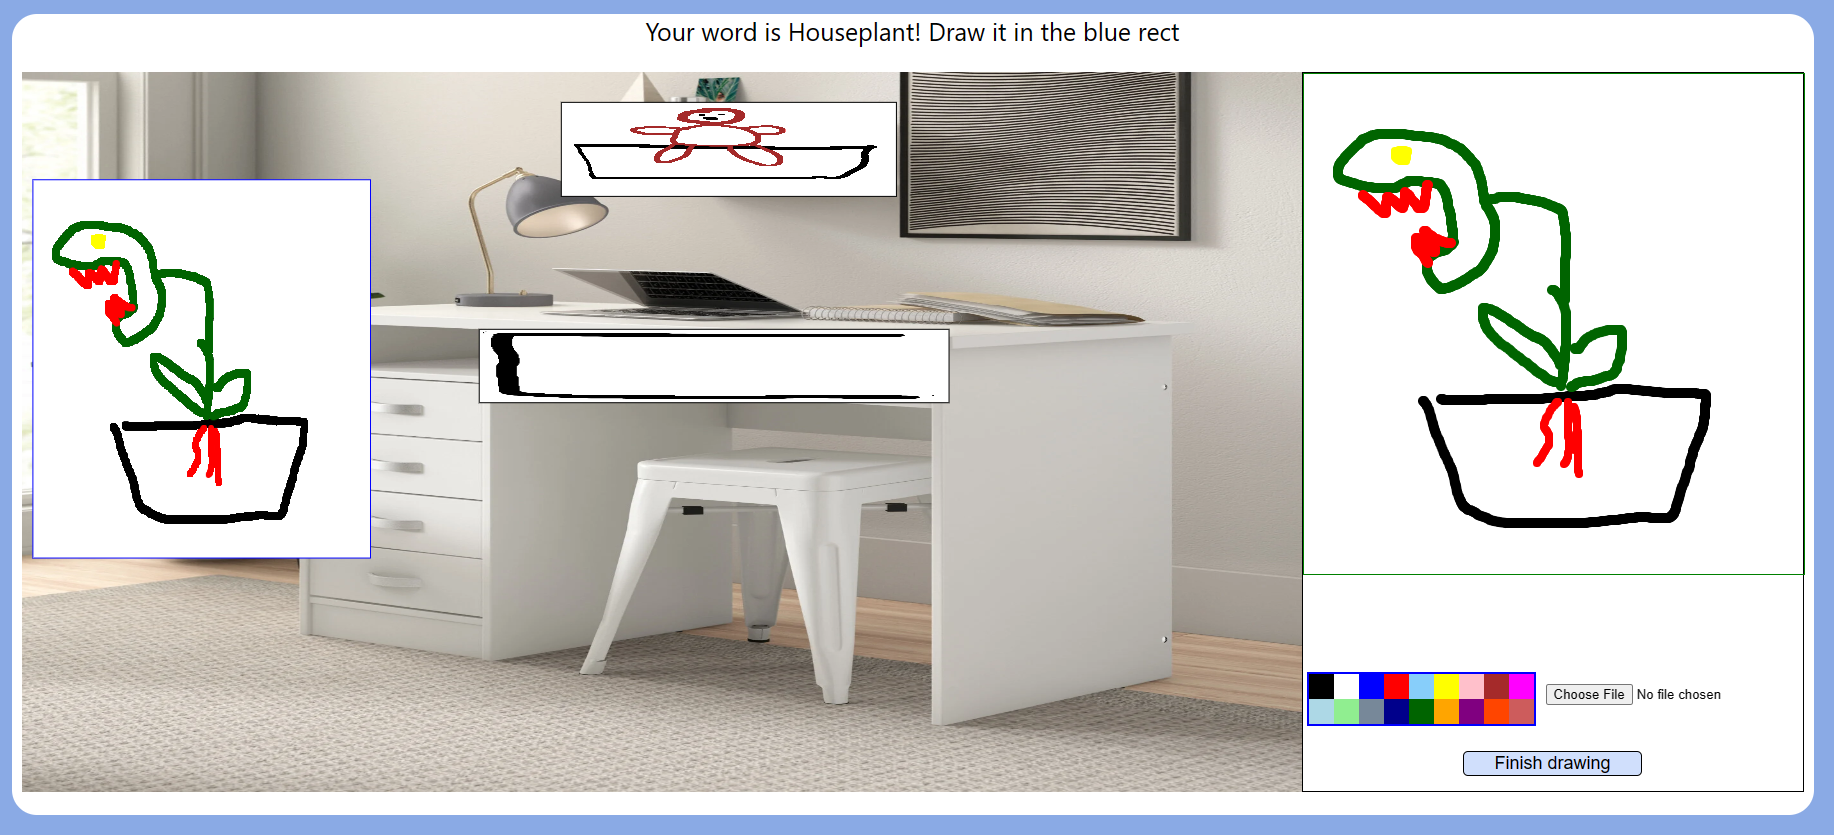 Your word is Houseplant! Draw it in the blue rect
Choose File No file chosen
Finish drawing